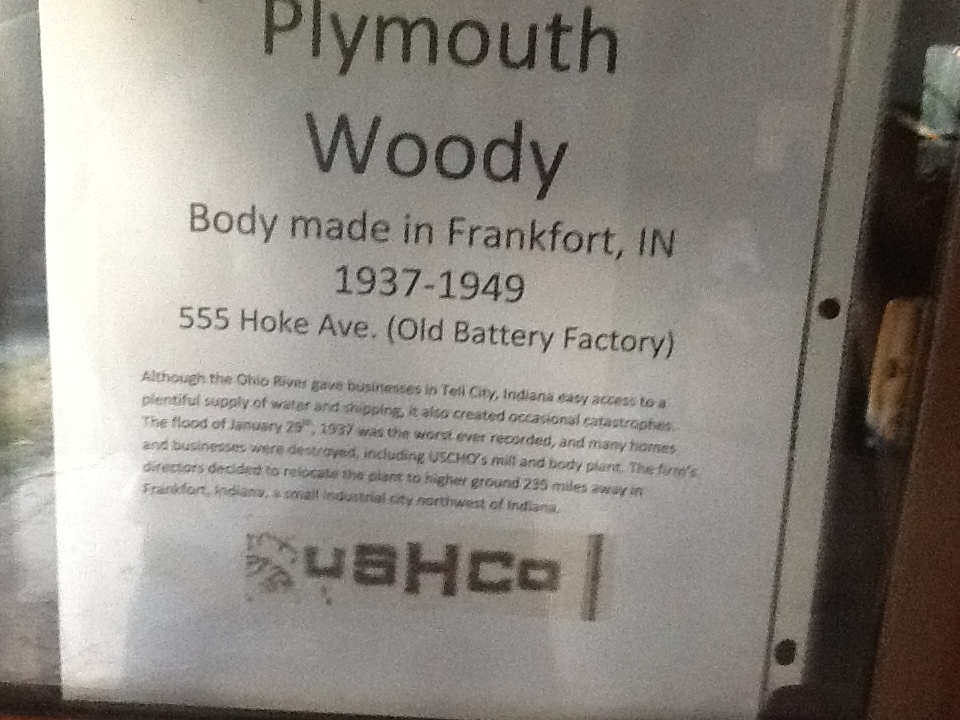 Plymouth
Woody
Body made in Frankfort, IN
1937-1949
555 Hoke Ave. (Old Battery Factory)
Although the Ohio River gave businesses in Tell City, Indiana easy access to a
plentiful supply of water and shipping, it also created occasional catastrophes.
The flood of January 29th, 1937 was the worst ever recorded, and many homes
and businesses were destroyed, including USCHO's mill and body plant. The firm's
directors decided to relocate the plant to higher ground 235 miles away in
Frankfort, Indiana, a small industrial city northwest of Indiana.
USHCo